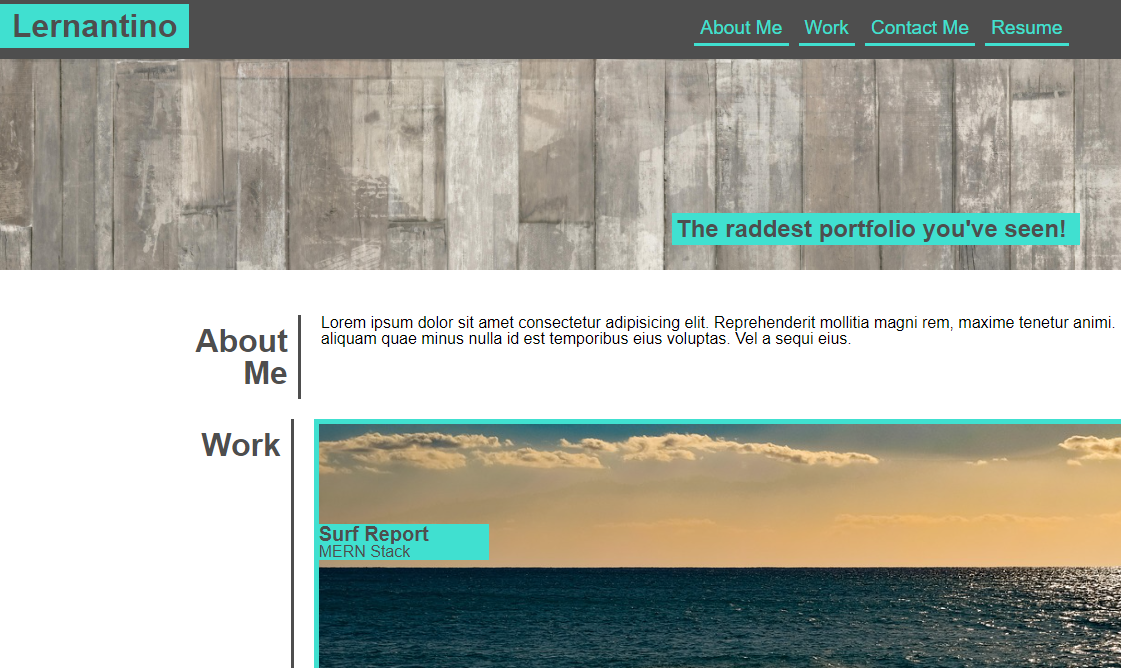 Lernantino
About Me Work Contact Me Resume
The raddest portfolio you've seen!
About
Me
Lorem ipsum dolor sit amet consectetur adipisicing elit. Reprehenderit mollitia magni rem, maxime tenetur animi.
aliquam quae minus nulla id est temporibus eius voluptas. Vel a sequi eius.
Work
Surf Report
MERN Stack